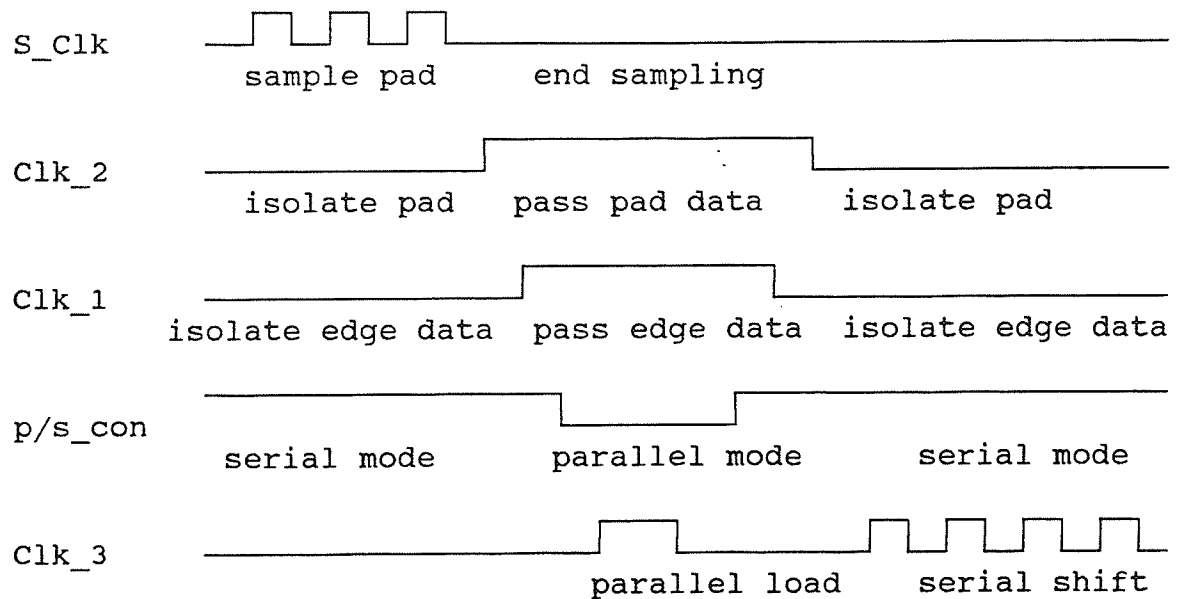 S_Clk
sample pad end sampling
Clk_2
isolate pad pass pad data isolate pad
Clk_1
isolate edge data pass edge data isolate edge data
p/s_con
serial mode parallel mode serial mode
Clk_3
parallel load serial shift